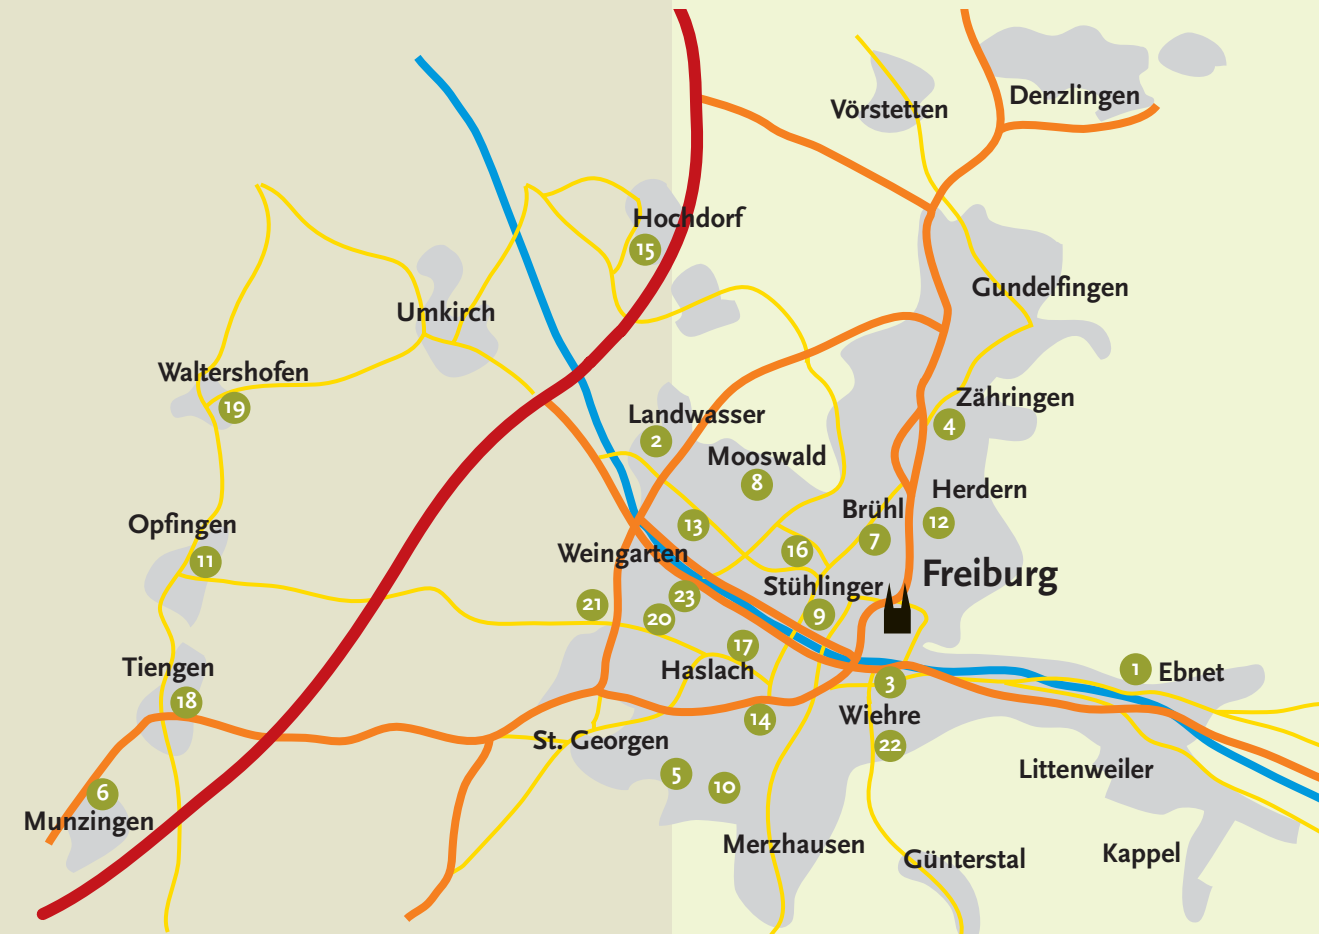 Denzlingen
Vörstetten
Hochdorf
15
Gundelfingen
Umkirch
Waltershofen
19
Zähringen
4
Landwasser
2
Mooswald
8
Herdern
12
Brühl
7
Opfingen
11
13
16
Weingarten
Freiburg
Stühlinger
9
21
23
20
17
Haslach
Tiengen
18
1 Ebnet
3
Wiehre
22
14
St. Georgen
5
10
Littenweiler
6
Munzingen
Merzhausen
Günterstal
Kappel